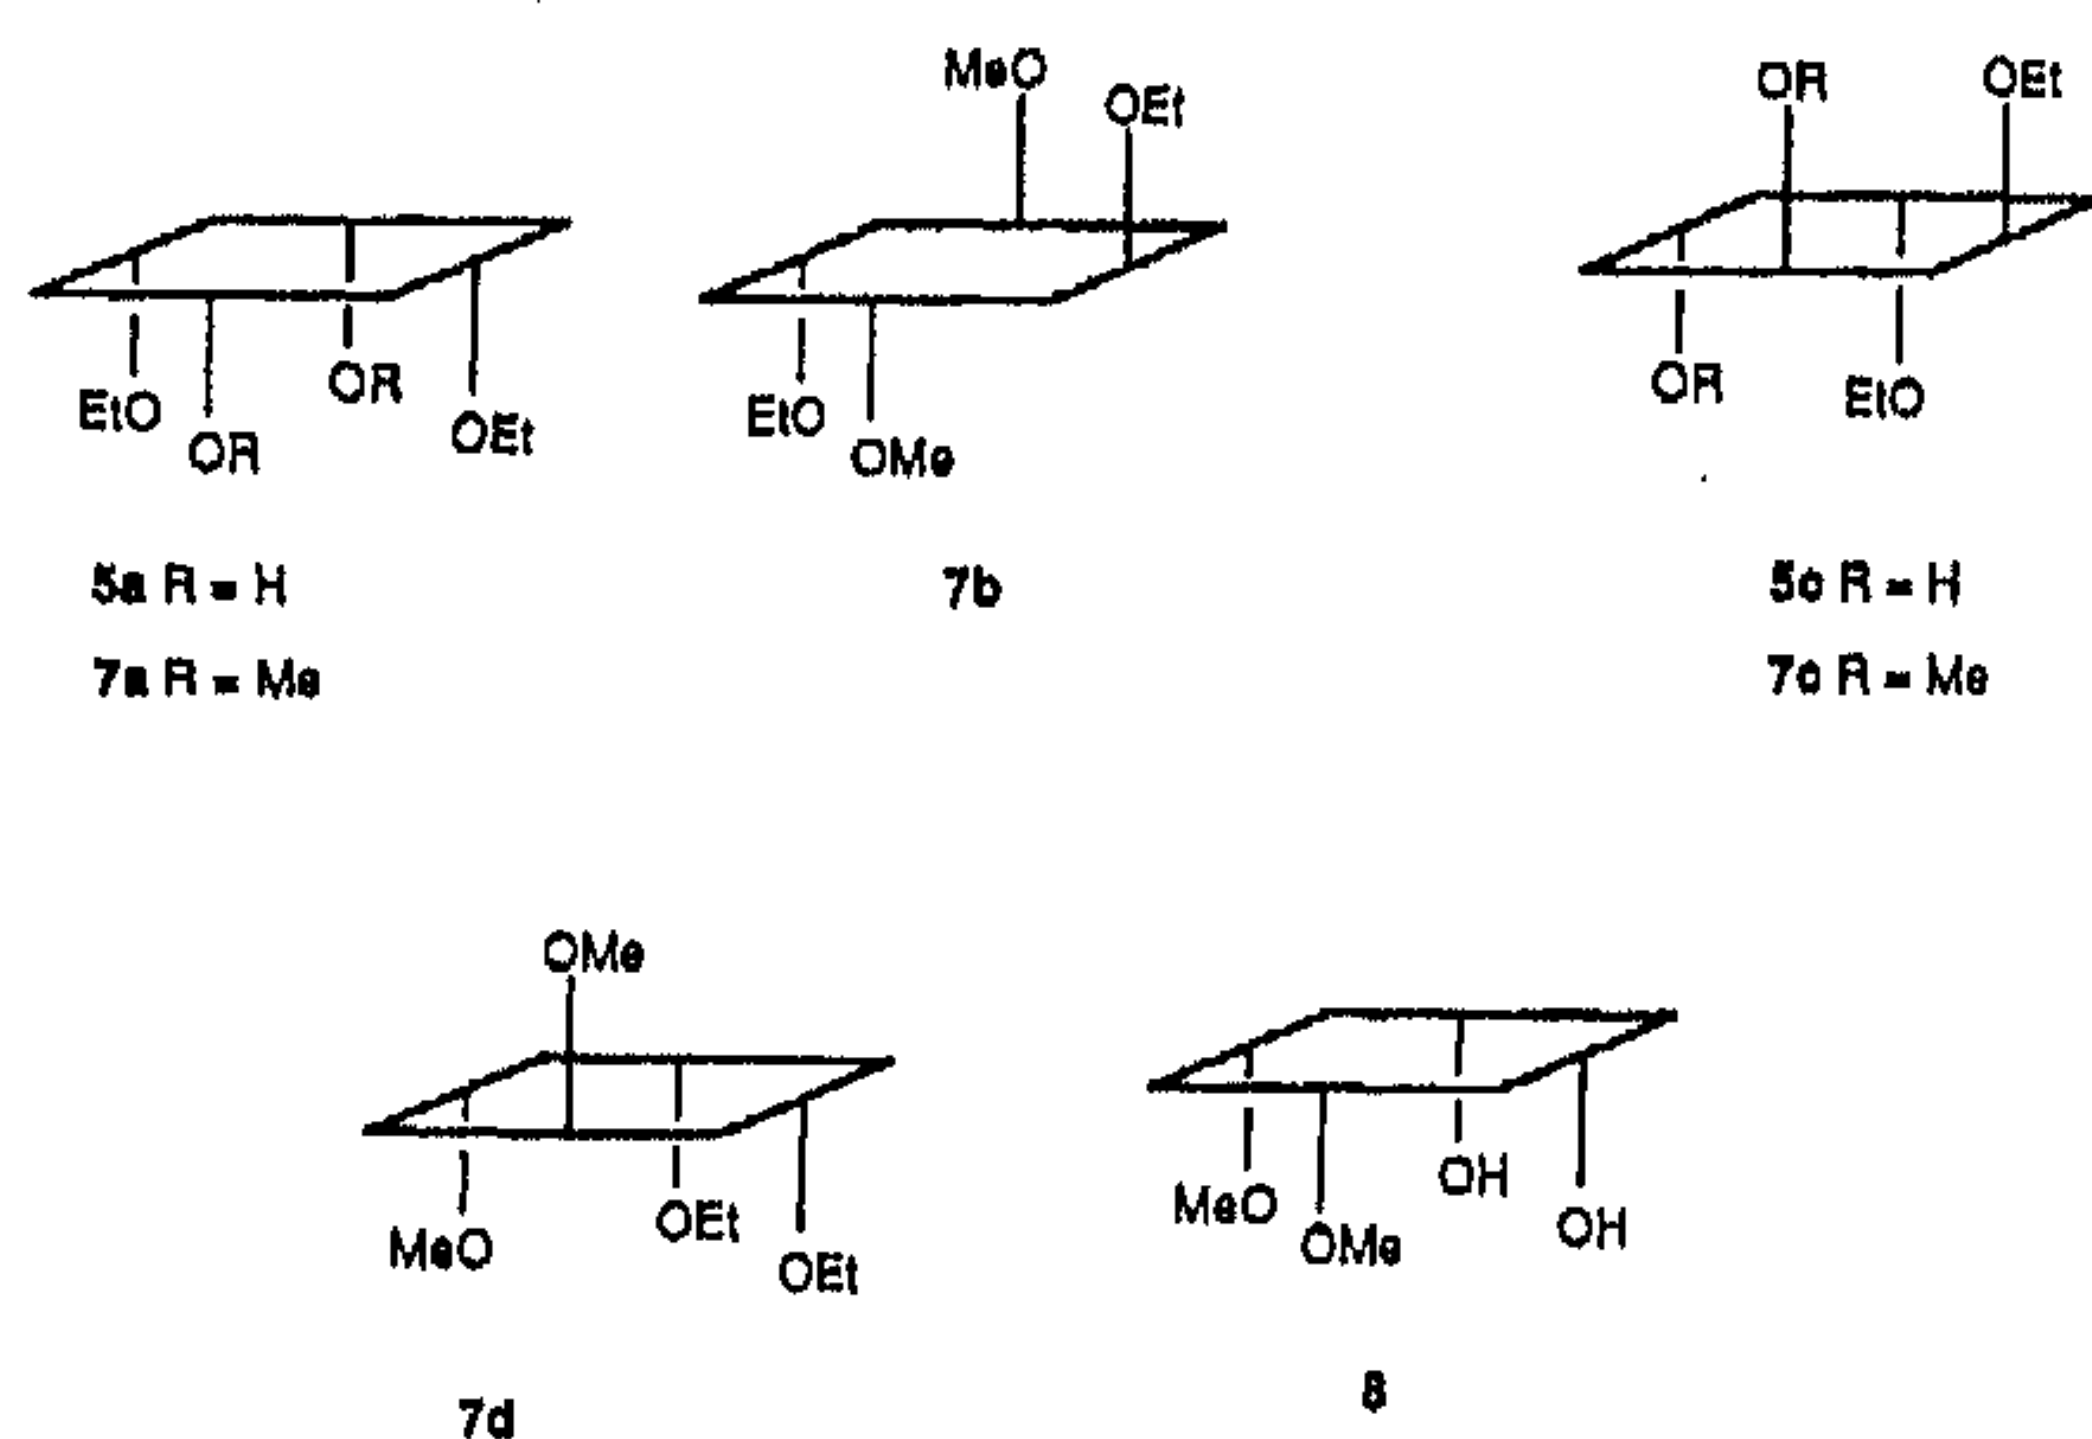 MeO OEt OR OEt
EtO OR OR OEt EtO OMe OR EtO
5a R = H 7b 5c R = H
7a R = Me 7c R = Me
OMe
MeO OEt OEt MeO OMe OH OH
7d 8